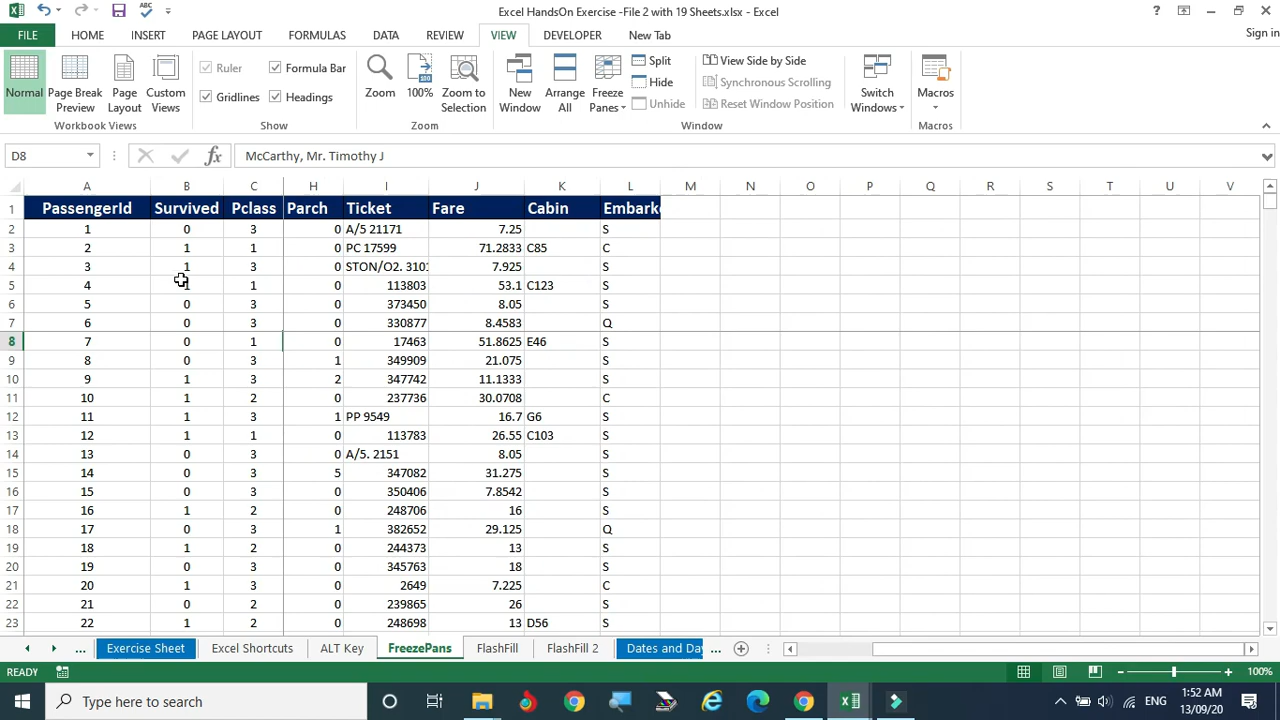 Excel HandsOn Exercise -File 2 with 19 Sheets.xlsx - Excel
FILE HOME INSERT PAGE LAYOUT FORMULAS DATA REVIEW VIEW DEVELOPER New Tab Sign in
Normal Page Break Preview Page Layout Custom Views
Ruler Formula Bar
Gridlines Headings
Zoom 100% Zoom to Selection
New Window Arrange All Freeze Panes
Split
Hide
Unhide
View Side by Side
Synchronous Scrolling
Reset Window Position
Switch Windows
Macros
Workbook Views Show Zoom Window Macros
D8 fx McCarthy, Mr. Timothy J
A B C H I J K L M N O P Q R S T U V
1 PassengerId Survived Pclass Parch Ticket Fare Cabin Embark
2 1 0 3 0 A/5 21171 7.25 S
3 2 1 1 0 PC 17599 71.2833 C85 C
4 3 1 3 0 STON/O2. 3101 7.925 S
5 4 1 1 0 113803 53.1 C123 S
6 5 0 3 0 373450 8.05 S
7 6 0 3 0 330877 8.4583 Q
8 7 0 1 0 17463 51.8625 E46 S
9 8 0 3 1 349909 21.075 S
10 9 1 3 2 347742 11.1333 S
11 10 1 2 0 237736 30.0708 C
12 11 1 3 1 PP 9549 16.7 G6 S
13 12 1 1 0 113783 26.55 C103 S
14 13 0 3 0 A/5. 2151 8.05 S
15 14 0 3 5 347082 31.275 S
16 15 0 3 0 350406 7.8542 S
17 16 1 2 0 248706 16 S
18 17 0 3 1 382652 29.125 Q
19 18 1 2 0 244373 13 S
20 19 0 3 0 345763 18 S
21 20 1 3 0 2649 7.225 C
22 21 0 2 0 239865 26 S
23 22 1 2 0 248698 13 D56 S
... Exercise Sheet Excel Shortcuts ALT Key FreezePans FlashFill FlashFill 2 Dates and Day ...
READY 100%
Type here to search ENG 1:52 AM
13/09/20